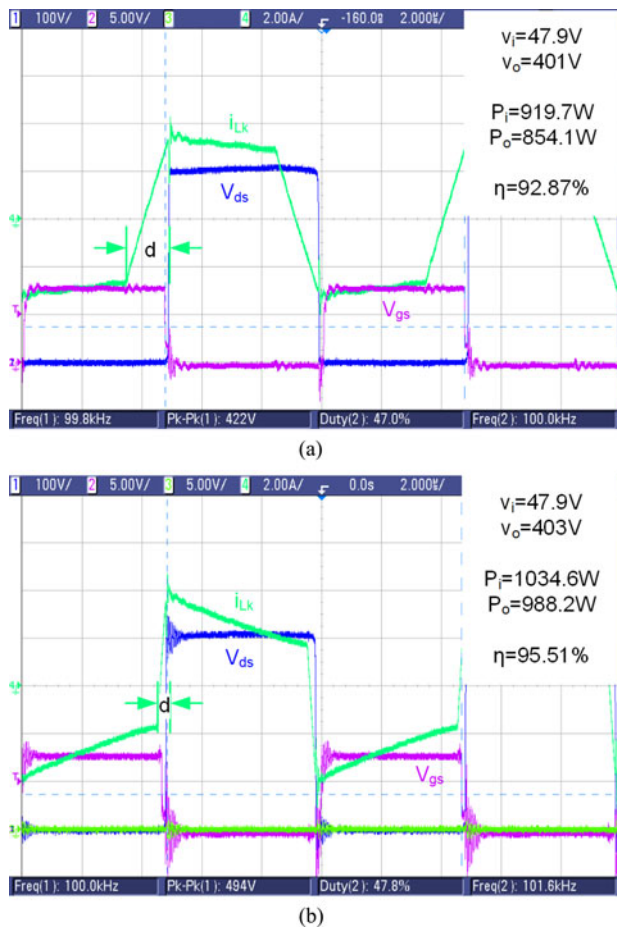 1 100V/ 2 5.00V/ 3 4 2.00A/ -160.0ns 2.000us/
vi=47.9V
vo=401V
Pi=919.7W
Po=854.1W
η=92.87%
iLk
Vds
d
Vgs
Freq(1): 99.8kHz Pk-Pk(1): 422V Duty(2): 47.0% Freq(2): 100.0kHz
(a)
1 100V/ 2 5.00V/ 3 5.00V/ 4 2.00A/ 0.0s 2.000us/
vi=47.9V
vo=403V
Pi=1034.6W
Po=988.2W
η=95.51%
iLk
Vds
d
Vgs
Freq(1): 100.0kHz Pk-Pk(1): 494V Duty(2): 47.8% Freq(2): 101.6kHz
(b)